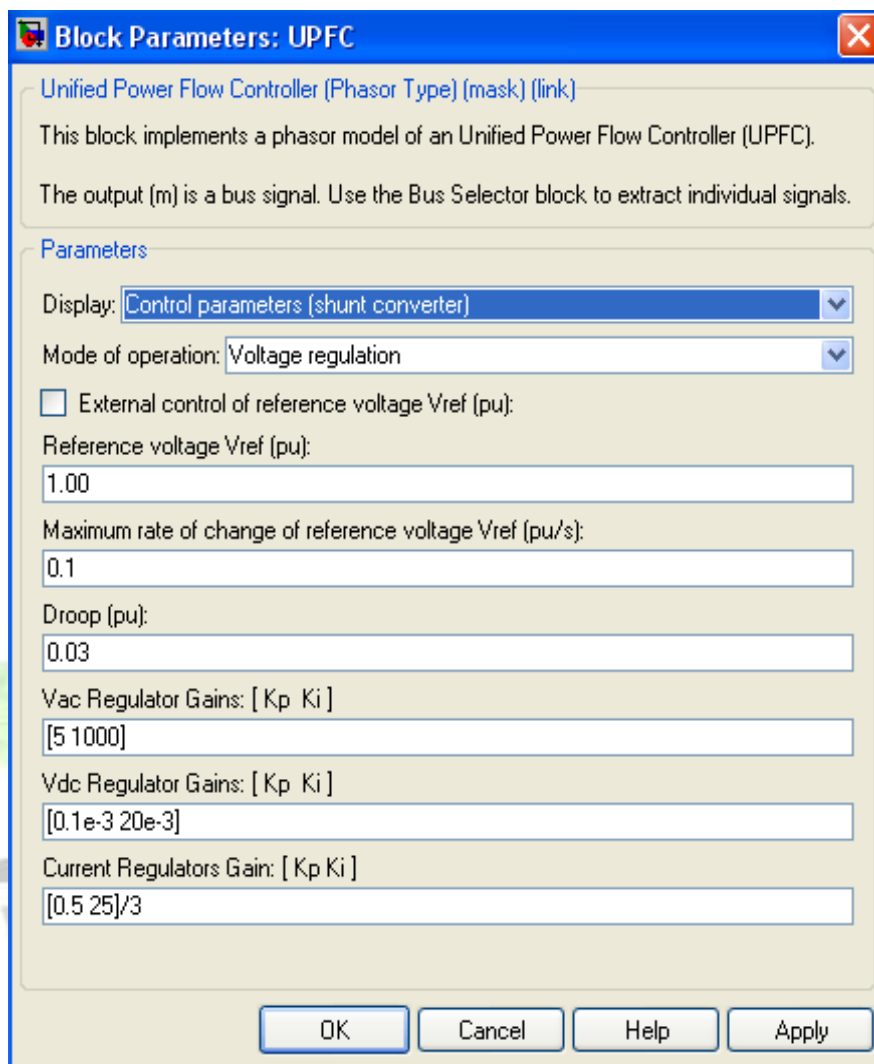 Block Parameters: UPFC
Unified Power Flow Controller (Phasor Type) (mask) (link)
This block implements a phasor model of an Unified Power Flow Controller (UPFC).
The output (m) is a bus signal. Use the Bus Selector block to extract individual signals.
Parameters
Display: Control parameters (shunt converter)
Mode of operation: Voltage regulation
External control of reference voltage Vref (pu):
Reference voltage Vref (pu):
1.00
Maximum rate of change of reference voltage Vref (pu/s):
0.1
Droop (pu):
0.03
Vac Regulator Gains: [ Kp  Ki ]
[5 1000]
Vdc Regulator Gains: [ Kp  Ki ]
[0.1e-3 20e-3]
Current Regulators Gain: [ Kp Ki ]
[0.5 25]/3
OK Cancel Help Apply